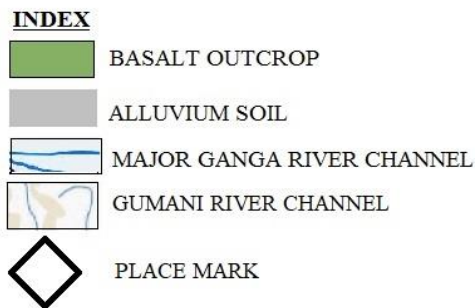 INDEX
BASALT OUTCROP
ALLUVIUM SOIL
MAJOR GANGA RIVER CHANNEL
GUMANI RIVER CHANNEL
PLACE MARK